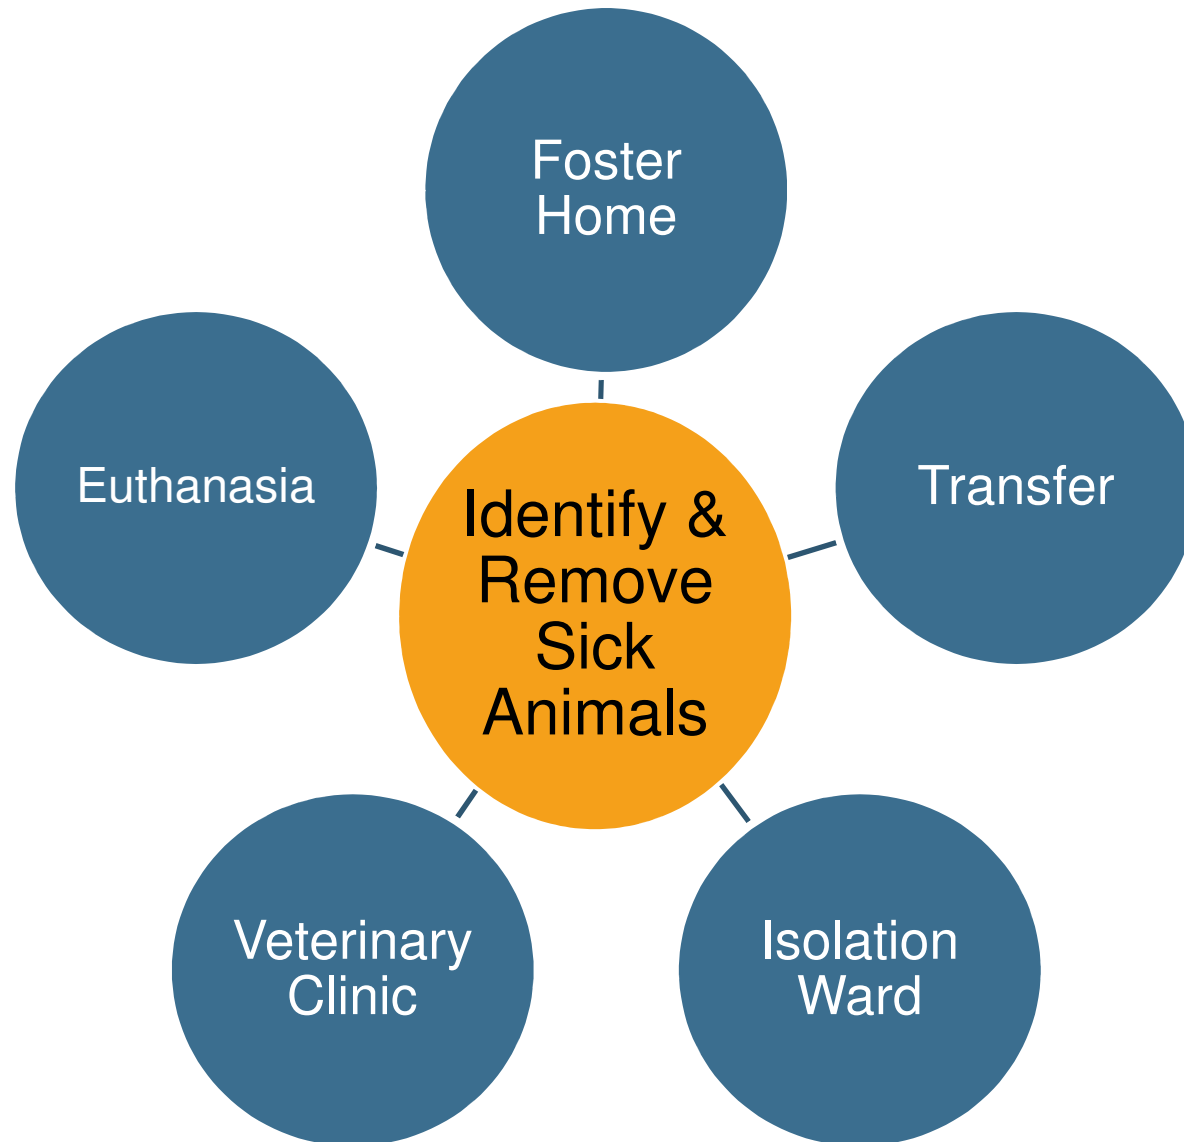 Foster
Home
Euthanasia
Transfer
Identify &
Remove
Sick
Animals
Veterinary
Clinic
Isolation
Ward